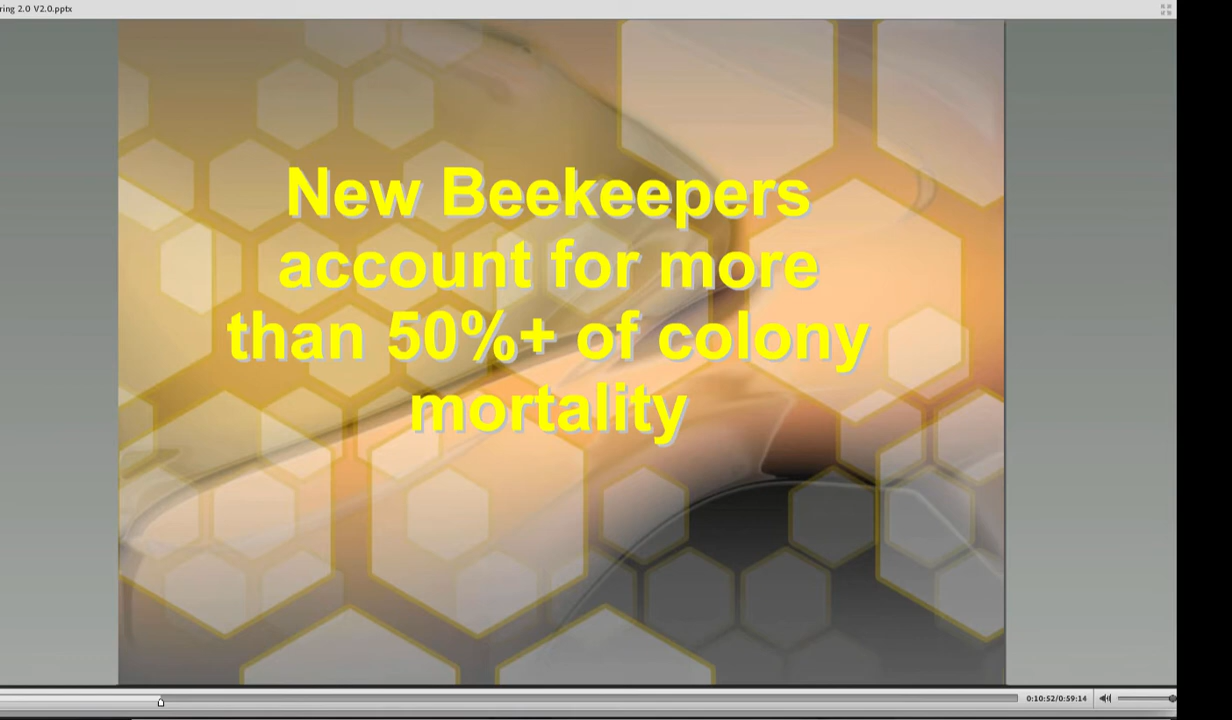 ring 2.0 V2.0.pptx
New Beekeepers
account for more
than 50%+ of colony
mortality
0:10:52/0:59:14